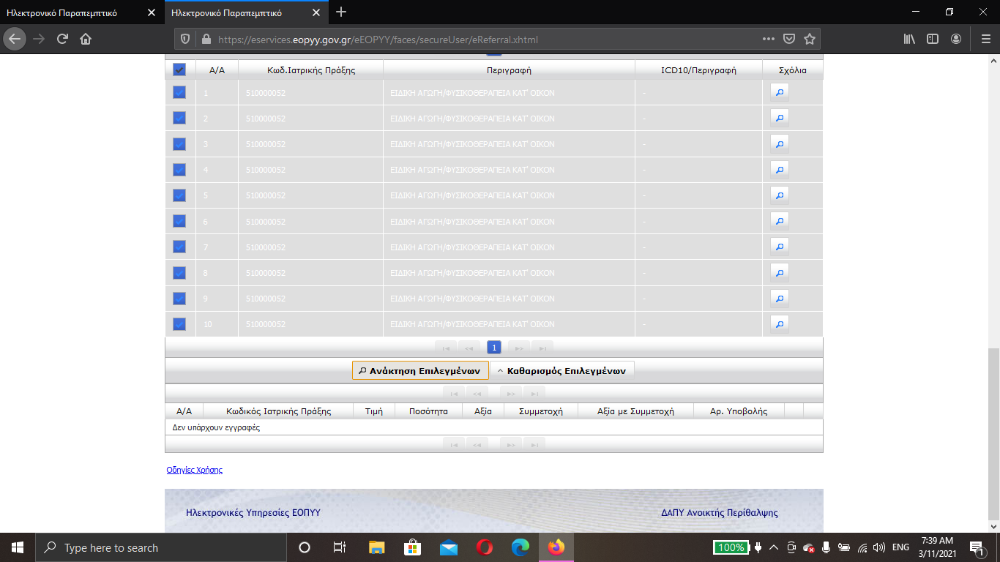 Ηλεκτρονικό Παραπεμπτικό Ηλεκτρονικό Παραπεμπτικό
https://eservices.eopyy.gov.gr/eEOPYY/faces/secureUser/eReferral.xhtml
Α/Α Κωδ.Ιατρικής Πράξης Περιγραφή ICD10/Περιγραφή Σχόλια
1 510000052 ΕΙΔΙΚΗ ΑΓΩΓΗ/ΦΥΣΙΚΟΘΕΡΑΠΕΙΑ ΚΑΤ' ΟΙΚΟΝ -
2 510000052 ΕΙΔΙΚΗ ΑΓΩΓΗ/ΦΥΣΙΚΟΘΕΡΑΠΕΙΑ ΚΑΤ' ΟΙΚΟΝ -
3 510000052 ΕΙΔΙΚΗ ΑΓΩΓΗ/ΦΥΣΙΚΟΘΕΡΑΠΕΙΑ ΚΑΤ' ΟΙΚΟΝ -
4 510000052 ΕΙΔΙΚΗ ΑΓΩΓΗ/ΦΥΣΙΚΟΘΕΡΑΠΕΙΑ ΚΑΤ' ΟΙΚΟΝ -
5 510000052 ΕΙΔΙΚΗ ΑΓΩΓΗ/ΦΥΣΙΚΟΘΕΡΑΠΕΙΑ ΚΑΤ' ΟΙΚΟΝ -
6 510000052 ΕΙΔΙΚΗ ΑΓΩΓΗ/ΦΥΣΙΚΟΘΕΡΑΠΕΙΑ ΚΑΤ' ΟΙΚΟΝ -
7 510000052 ΕΙΔΙΚΗ ΑΓΩΓΗ/ΦΥΣΙΚΟΘΕΡΑΠΕΙΑ ΚΑΤ' ΟΙΚΟΝ -
8 510000052 ΕΙΔΙΚΗ ΑΓΩΓΗ/ΦΥΣΙΚΟΘΕΡΑΠΕΙΑ ΚΑΤ' ΟΙΚΟΝ -
9 510000052 ΕΙΔΙΚΗ ΑΓΩΓΗ/ΦΥΣΙΚΟΘΕΡΑΠΕΙΑ ΚΑΤ' ΟΙΚΟΝ -
10 510000052 ΕΙΔΙΚΗ ΑΓΩΓΗ/ΦΥΣΙΚΟΘΕΡΑΠΕΙΑ ΚΑΤ' ΟΙΚΟΝ -
1
Ανάκτηση Επιλεγμένων Καθαρισμός Επιλεγμένων
Α/Α Κωδικός Ιατρικής Πράξης Τιμή Ποσότητα Αξία Συμμετοχή Αξία με Συμμετοχή Αρ. Υποβολής
Δεν υπάρχουν εγγραφές
Οδηγίες Χρήσης
Ηλεκτρονικές Υπηρεσίες ΕΟΠΥΥ ΔΑΠΥ Ανοικτής Περίθαλψης
Type here to search 100% ENG 7:39 AM
3/11/2021 1